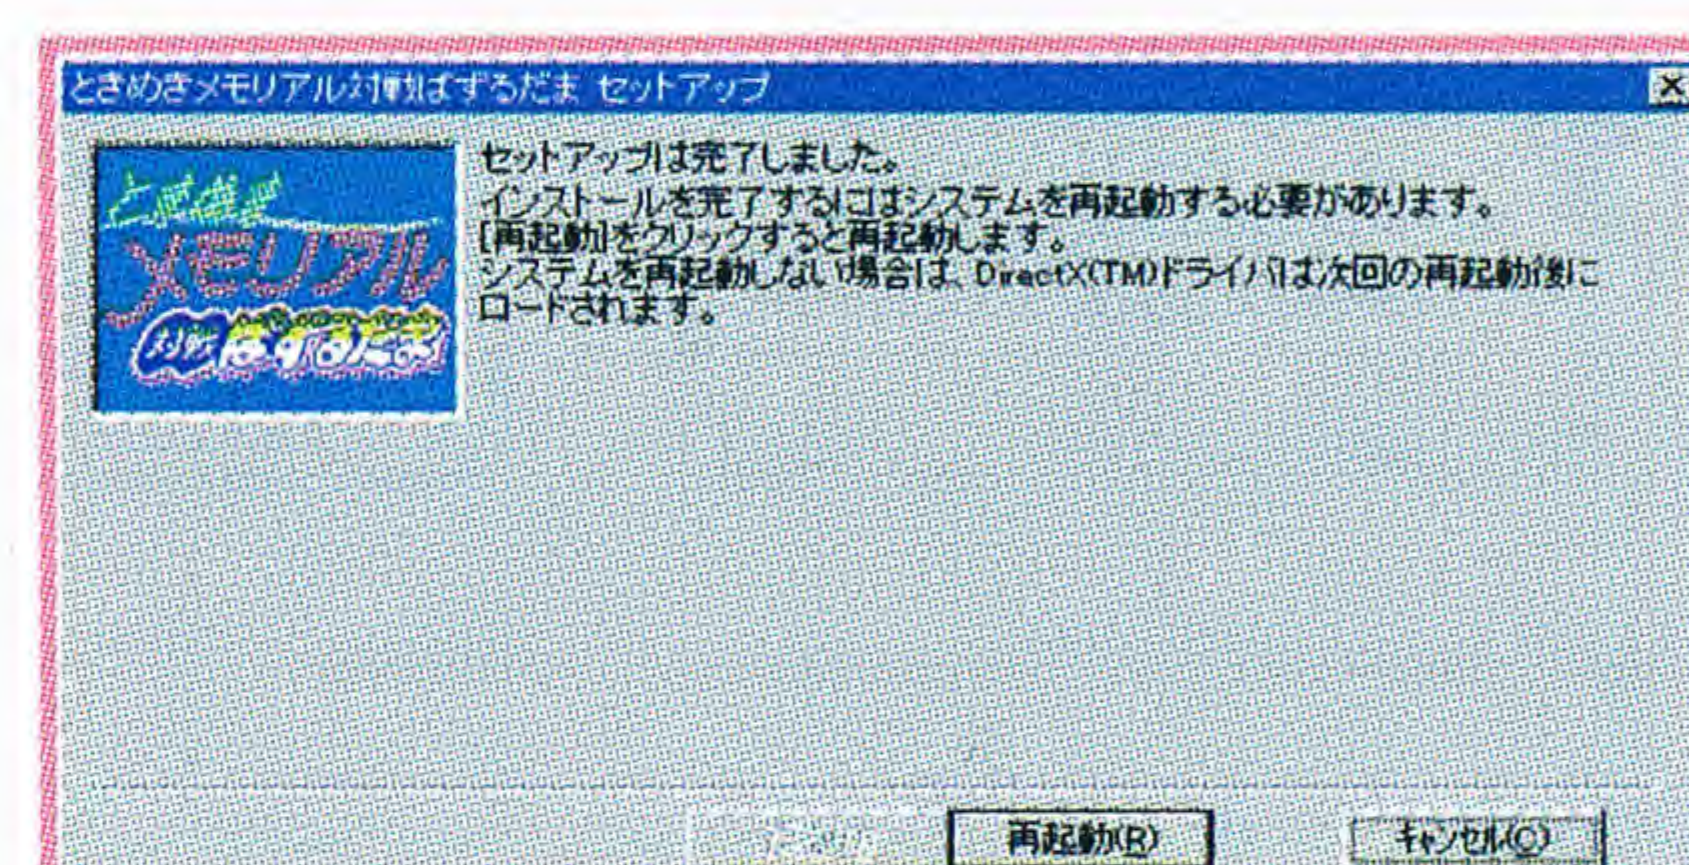 ときめきメモリアル対戦ぱずるだま セットアップ
ときめき
メモリアル
対戦 ぱずるだま
セットアップは完了しました。
インストールを完了するにはシステムを再起動する必要があります。
[再起動]をクリックすると再起動します。
システムを再起動しない場合は、DirectX(TM)ドライバは次回の再起動後に
ロードされます。
再起動(R)
キャンセル(C)